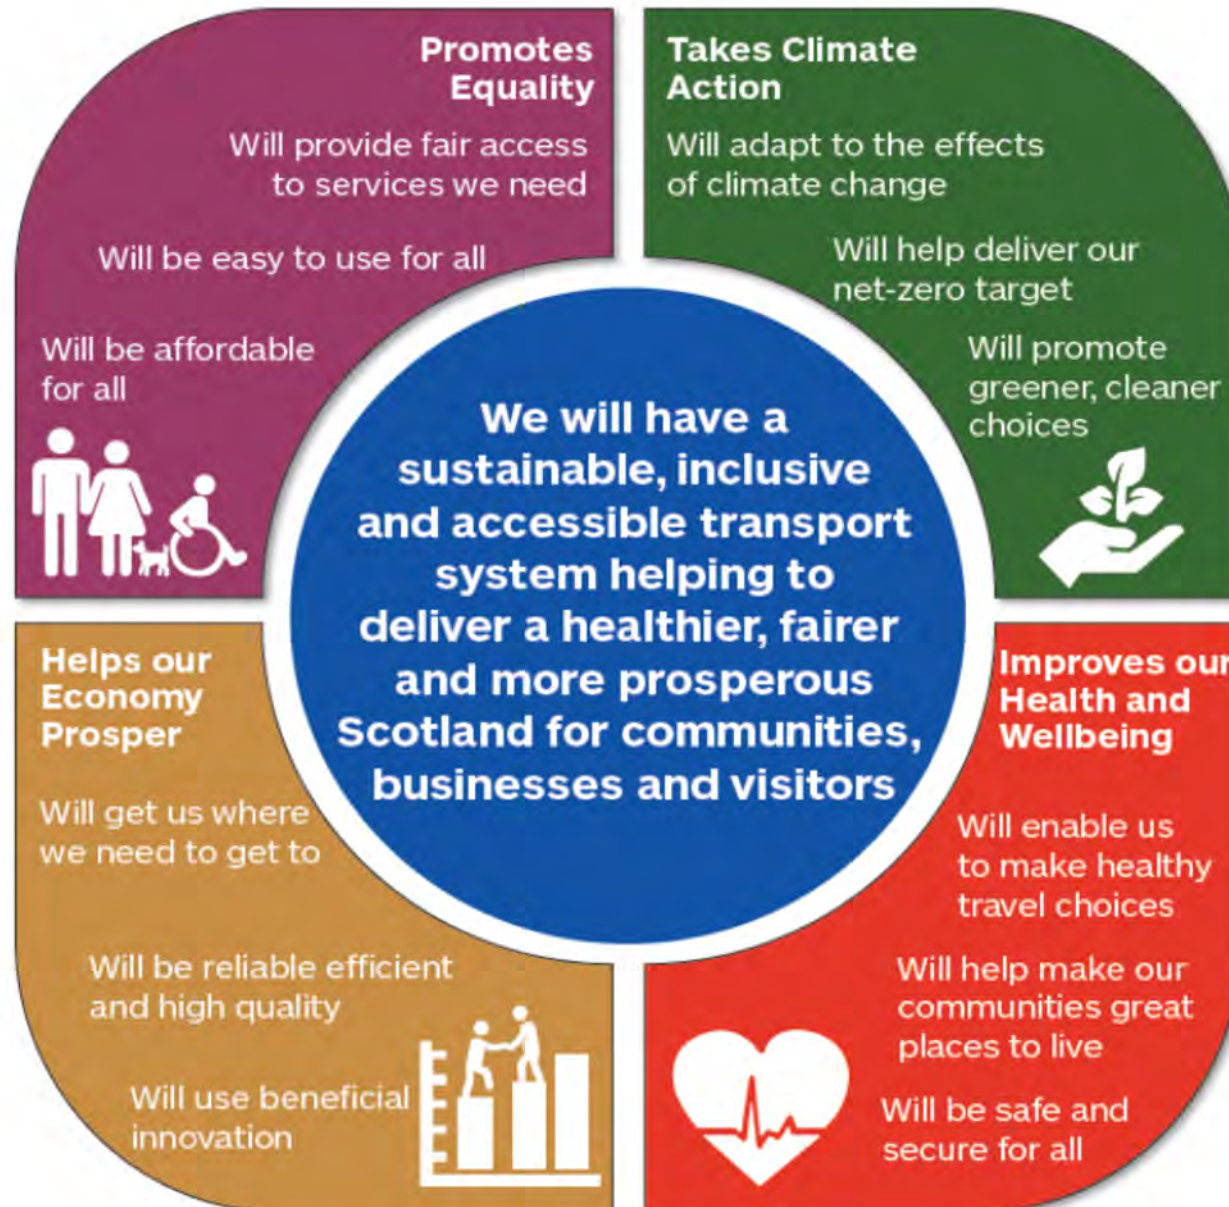 Promotes
Equality
Will provide fair access
to services we need
Will be easy to use for all
Will be affordable
for all
Takes Climate
Action
Will adapt to the effects
of climate change
Will help deliver our
net-zero target
Will promote
greener, cleaner
choices
We will have a
sustainable, inclusive
and accessible transport
system helping to
deliver a healthier, fairer
and more prosperous
Scotland for communities,
businesses and visitors
Helps our
Economy
Prosper
Will get us where
we need to get to
Will be reliable efficient
and high quality
Will use beneficial
innovation
Improves our
Health and
Wellbeing
Will enable us
to make healthy
travel choices
Will help make our
communities great
places to live
Will be safe and
secure for all